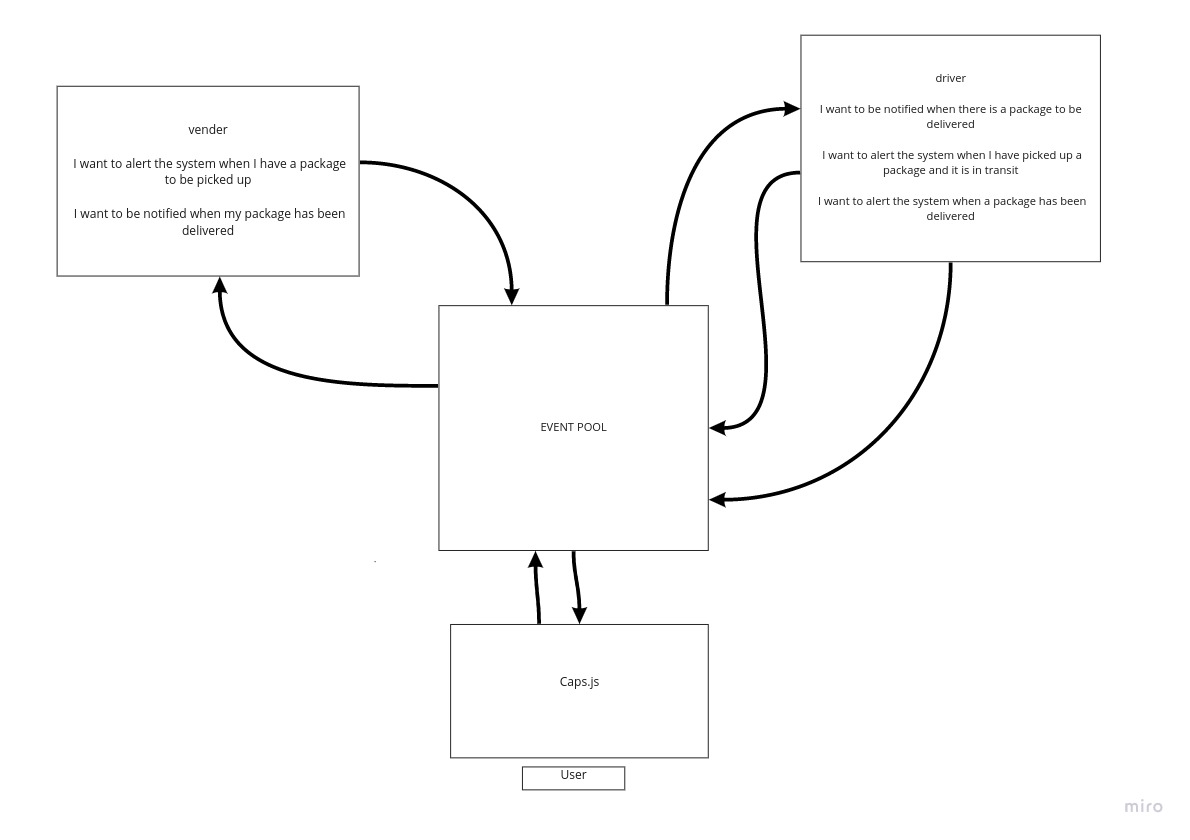 vender
I want to alert the system when I have a package
to be picked up
I want to be notified when my package has been
delivered
driver
I want to be notified when there is a package to be
delivered
I want to alert the system when I have picked up a
package and it is in transit
I want to alert the system when a package has been
delivered
EVENT POOL
Caps.js
User
miro